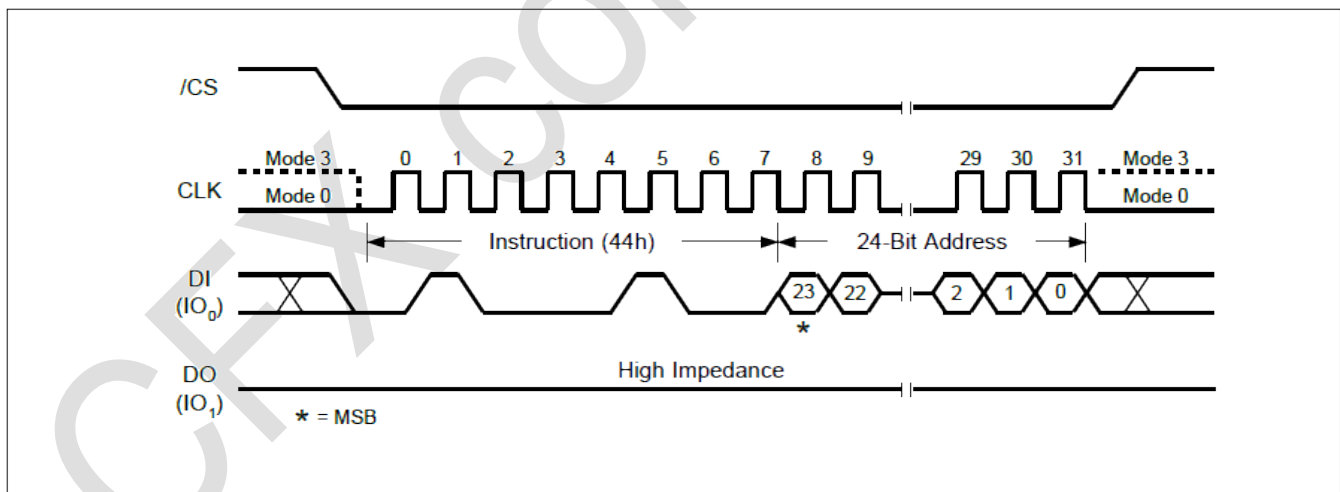 CFX con
/CS
Mode 3 0 1 2 3 4 5 6 7 8 9 29 30 31 Mode 3
CLK
Mode 0 Mode 0
Instruction (44h) 24-Bit Address
DI
(IO0) 23 22 2 1 0
*
DO
(IO1)
High Impedance
* = MSB